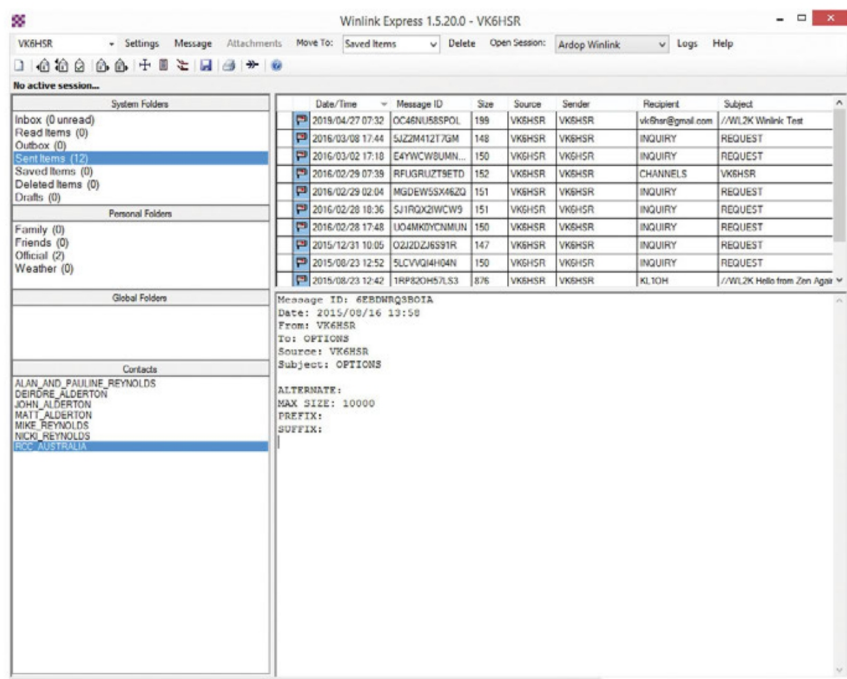 Winlink Express 1.5.20.0 - VK6HSR
VK6HSR Settings Message Attachments Move To: Saved Items Delete Open Session: Ardop Winlink Logs Help
No active session...
System Folders
Inbox (0 unread)
Read Items (0)
Outbox (0)
Sent Items (12)
Saved Items (0)
Deleted Items (0)
Drafts (0)
Personal Folders
Family (0)
Friends (0)
Official (2)
Weather (0)
Global Folders
Contacts
ALAN_AND_PAULINE_REYNOLDS
DEIRDRE_ALDERTON
JOHN_ALDERTON
MATT_ALDERTON
MIKE_REYNOLDS
NICKI_REYNOLDS
RCC_AUSTRALIA
Date/Time Message ID Size Source Sender Recipient Subject
2019/04/27 07:32 OC46NU58SPOL 199 VK6HSR VK6HSR vk6hsr@gmail.com //WL2K Winlink Test
2016/03/08 17:44 5JZ2M412T7GM 148 VK6HSR VK6HSR INQUIRY REQUEST
2016/03/02 17:18 E4YWCW8UMN... 150 VK6HSR VK6HSR INQUIRY REQUEST
2016/02/29 07:39 RFUGRUZT9ETD 152 VK6HSR VK6HSR CHANNELS VK6HSR
2016/02/29 02:04 MGDEW5SX46ZQ 151 VK6HSR VK6HSR INQUIRY REQUEST
2016/02/28 18:36 SJ1RQX2IWCW9 151 VK6HSR VK6HSR INQUIRY REQUEST
2016/02/28 17:48 UO4MK0YCNMUN 150 VK6HSR VK6HSR INQUIRY REQUEST
2015/12/31 10:05 O2J2DZJ6S91R 147 VK6HSR VK6HSR INQUIRY REQUEST
2015/08/23 12:52 5LCVVQI4H04N 150 VK6HSR VK6HSR INQUIRY REQUEST
2015/08/23 12:42 1RP82OH57LS3 876 VK6HSR VK6HSR KL1OH //WL2K Hello from Zen Agai
Message ID: 6EBDWRQ3BOIA
Date: 2015/08/16 13:58
From: VK6HSR
To: OPTIONS
Source: VK6HSR
Subject: OPTIONS
ALTERNATE:
MAX SIZE: 10000
PREFIX:
SUFFIX: